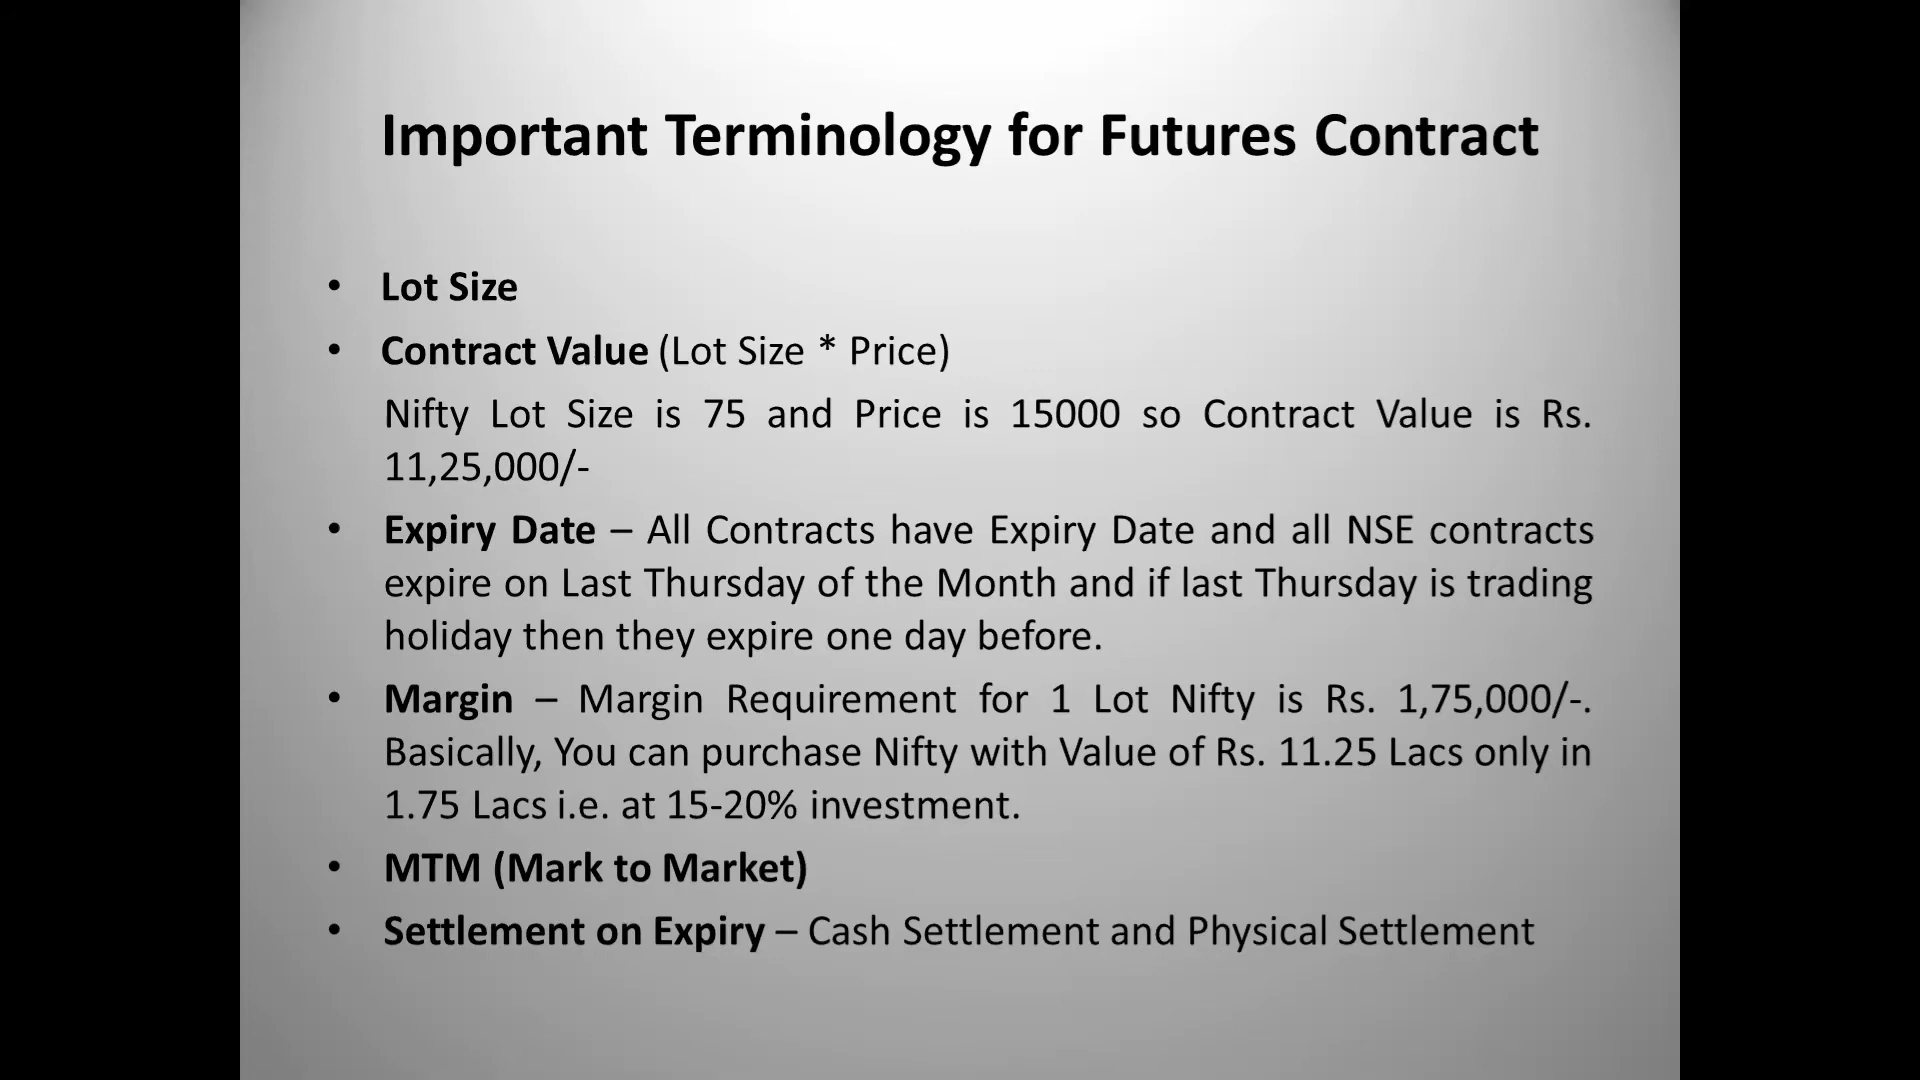 Important Terminology for Futures Contract
• Lot Size
• Contract Value (Lot Size * Price)
Nifty Lot Size is 75 and Price is 15000 so Contract Value is Rs.
11,25,000/-
• Expiry Date – All Contracts have Expiry Date and all NSE contracts
expire on Last Thursday of the Month and if last Thursday is trading
holiday then they expire one day before.
• Margin – Margin Requirement for 1 Lot Nifty is Rs. 1,75,000/-.
Basically, You can purchase Nifty with Value of Rs. 11.25 Lacs only in
1.75 Lacs i.e. at 15-20% investment.
• MTM (Mark to Market)
• Settlement on Expiry – Cash Settlement and Physical Settlement